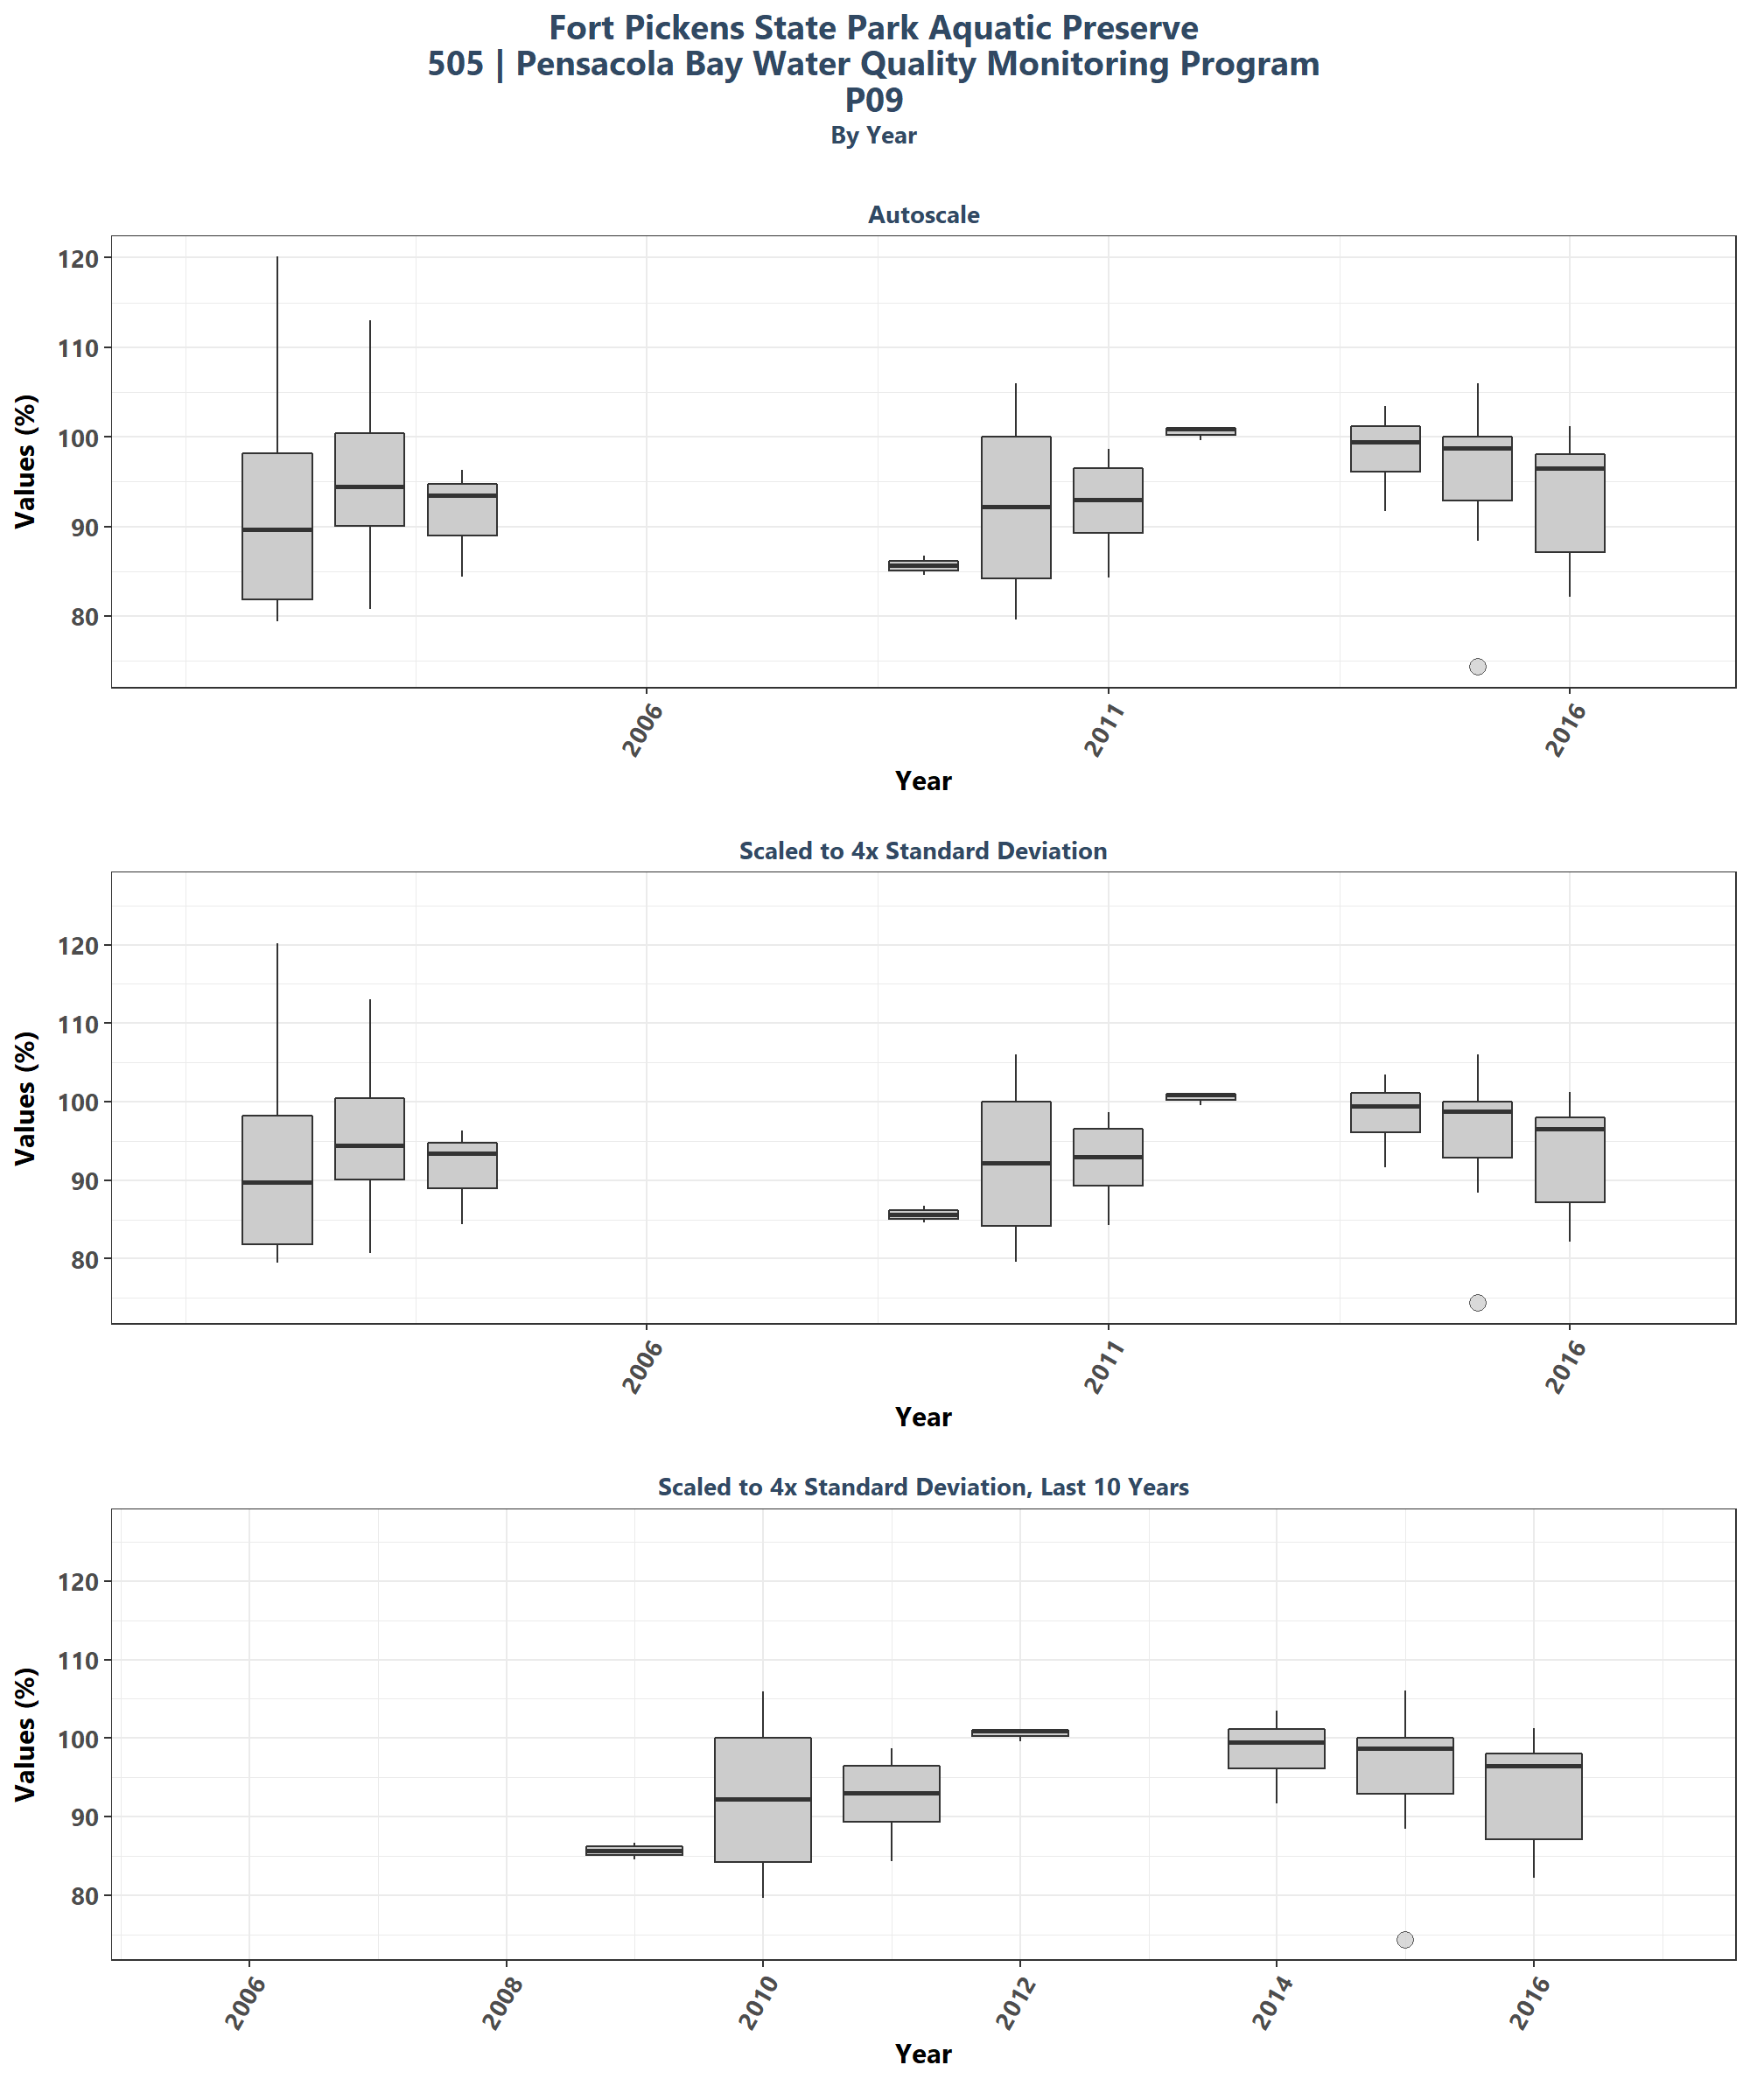 Fort Pickens State Park Aquatic Preserve
505 | Pensacola Bay Water Quality Monitoring Program
P09
By Year
Autoscale
Values (%)
120
110
100
90
80
2006
2011
2016
Year
Scaled to 4x Standard Deviation
Values (%)
120
110
100
90
80
2006
2011
2016
Year
Scaled to 4x Standard Deviation, Last 10 Years
Values (%)
120
110
100
90
80
2006
2008
2010
2012
2014
2016
Year